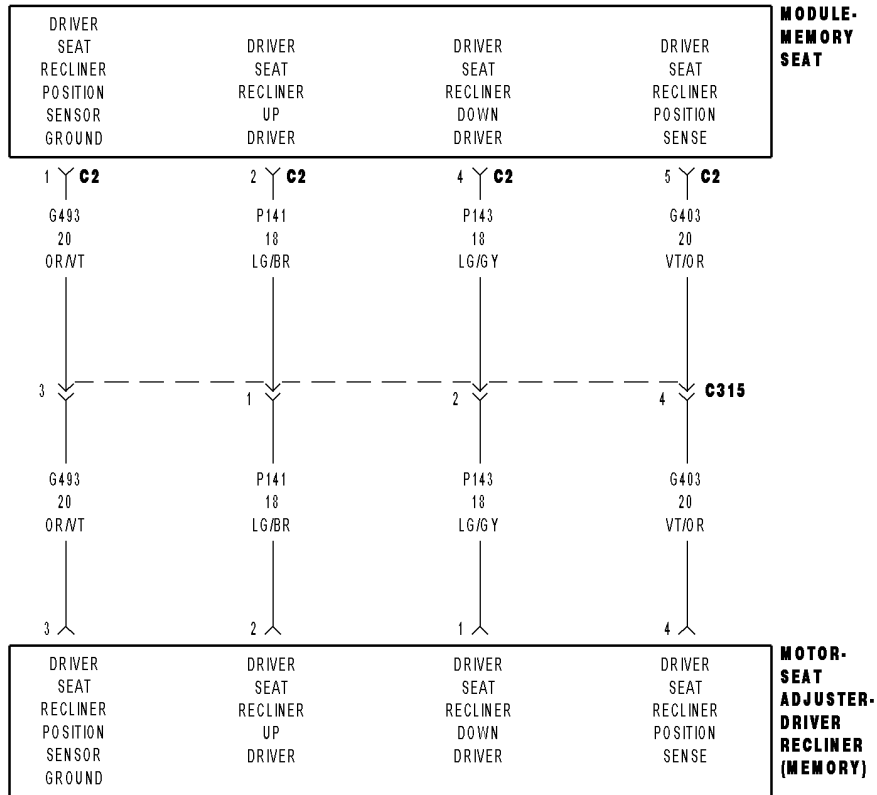 DRIVER
SEAT
RECLINER
POSITION
SENSOR
GROUND
DRIVER
SEAT
RECLINER
UP
DRIVER
DRIVER
SEAT
RECLINER
DOWN
DRIVER
DRIVER
SEAT
RECLINER
POSITION
SENSE
MODULE-
MEMORY
SEAT
1 C2 2 C2 4 C2 5 C2
G493 P141 P143 G403
20 18 18 20
OR/VT LG/BR LG/GY VT/OR
3 1 2 4 C315
G493 P141 P143 G403
20 18 18 20
OR/VT LG/BR LG/GY VT/OR
3 2 1 4
DRIVER
SEAT
RECLINER
POSITION
SENSOR
GROUND
DRIVER
SEAT
RECLINER
UP
DRIVER
DRIVER
SEAT
RECLINER
DOWN
DRIVER
DRIVER
SEAT
RECLINER
POSITION
SENSE
MOTOR-
SEAT
ADJUSTER-
DRIVER
RECLINER
(MEMORY)